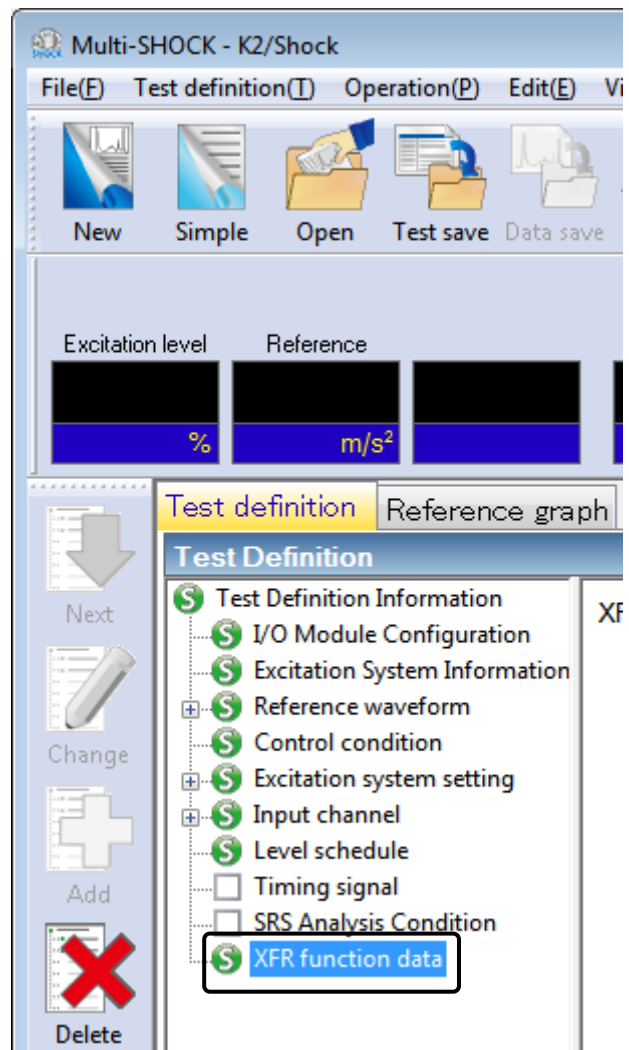 Multi-SHOCK - K2/Shock
File(F) Test definition(T) Operation(P) Edit(E) Vi
New Simple Open Test save Data save
Excitation level Reference
% m/s²
Test definition Reference graph
Test Definition
Next
Change
Add
Delete
Test Definition Information
I/O Module Configuration
Excitation System Information
Reference waveform
Control condition
Excitation system setting
Input channel
Level schedule
Timing signal
SRS Analysis Condition
XFR function data